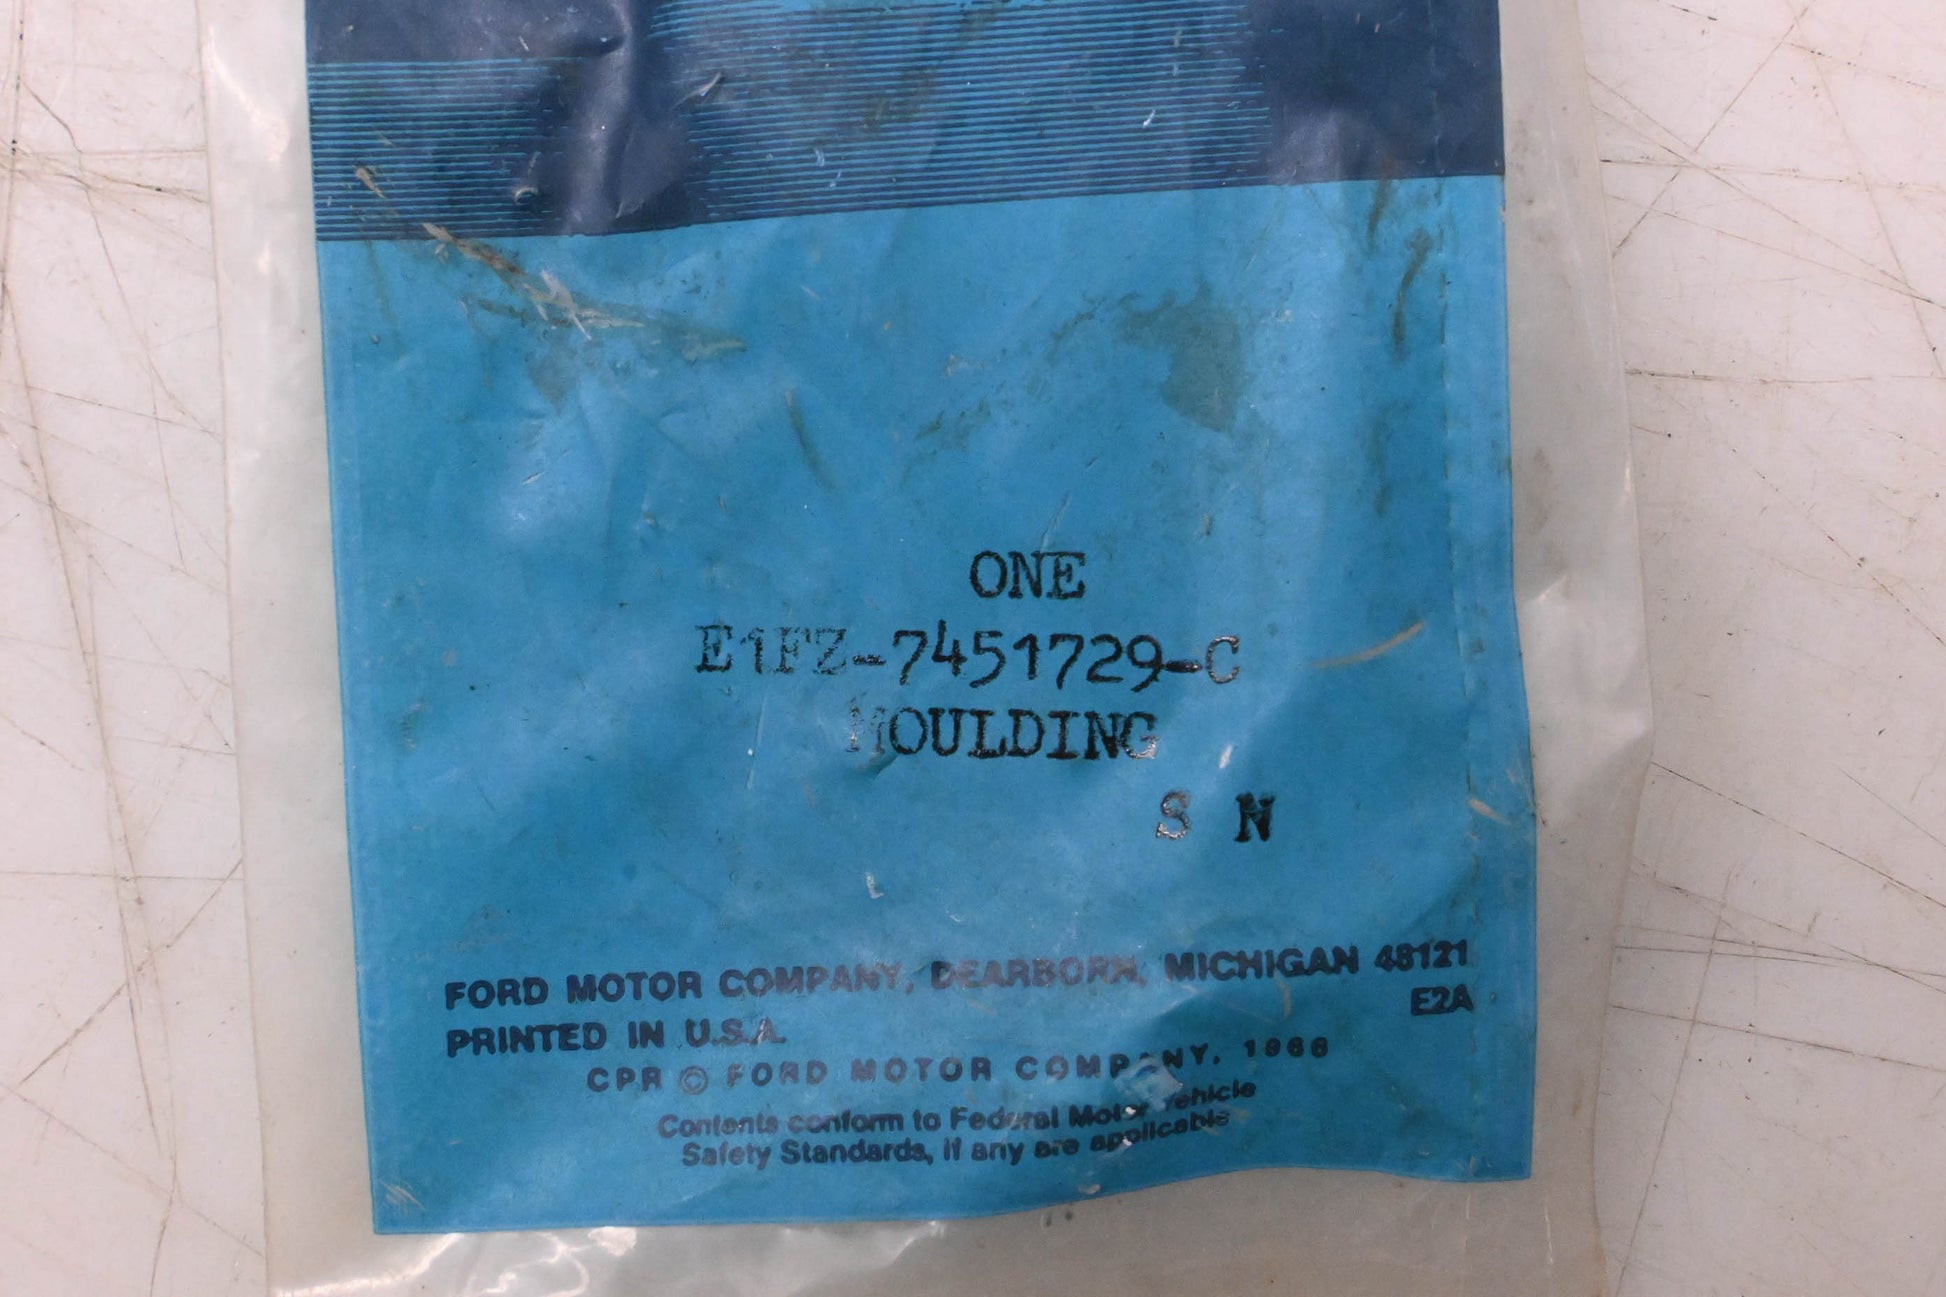 ONE
E1FZ-7451729-C
MOULDING
S N
FORD MOTOR COMPANY, DEARBORN, MICHIGAN 48121
E2A
PRINTED IN U.S.A.
CPR © FORD MOTOR COMPANY, 1966
Contents conform to Federal Motor Vehicle
Safety Standards, if any are applicable